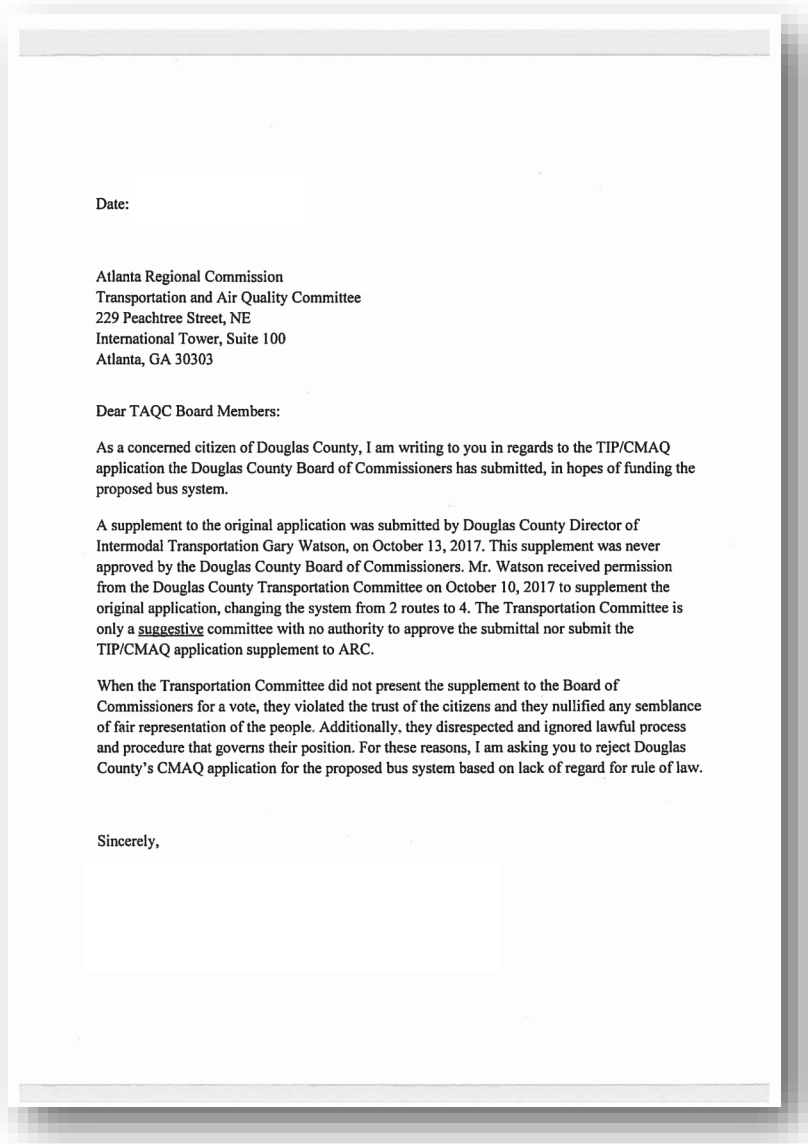 Date:
Atlanta Regional Commission
Transportation and Air Quality Committee
229 Peachtree Street, NE
International Tower, Suite 100
Atlanta, GA 30303
Dear TAQC Board Members:
As a concerned citizen of Douglas County, I am writing to you in regards to the TIP/CMAQ
application the Douglas County Board of Commissioners has submitted, in hopes of funding the
proposed bus system.
A supplement to the original application was submitted by Douglas County Director of
Intermodal Transportation Gary Watson, on October 13, 2017. This supplement was never
approved by the Douglas County Board of Commissioners. Mr. Watson received permission
from the Douglas County Transportation Committee on October 10, 2017 to supplement the
original application, changing the system from 2 routes to 4. The Transportation Committee is
only a suggestive committee with no authority to approve the submittal nor submit the
TIP/CMAQ application supplement to ARC.
When the Transportation Committee did not present the supplement to the Board of
Commissioners for a vote, they violated the trust of the citizens and they nullified any semblance
of fair representation of the people. Additionally, they disrespected and ignored lawful process
and procedure that governs their position. For these reasons, I am asking you to reject Douglas
County's CMAQ application for the proposed bus system based on lack of regard for rule of law.
Sincerely,